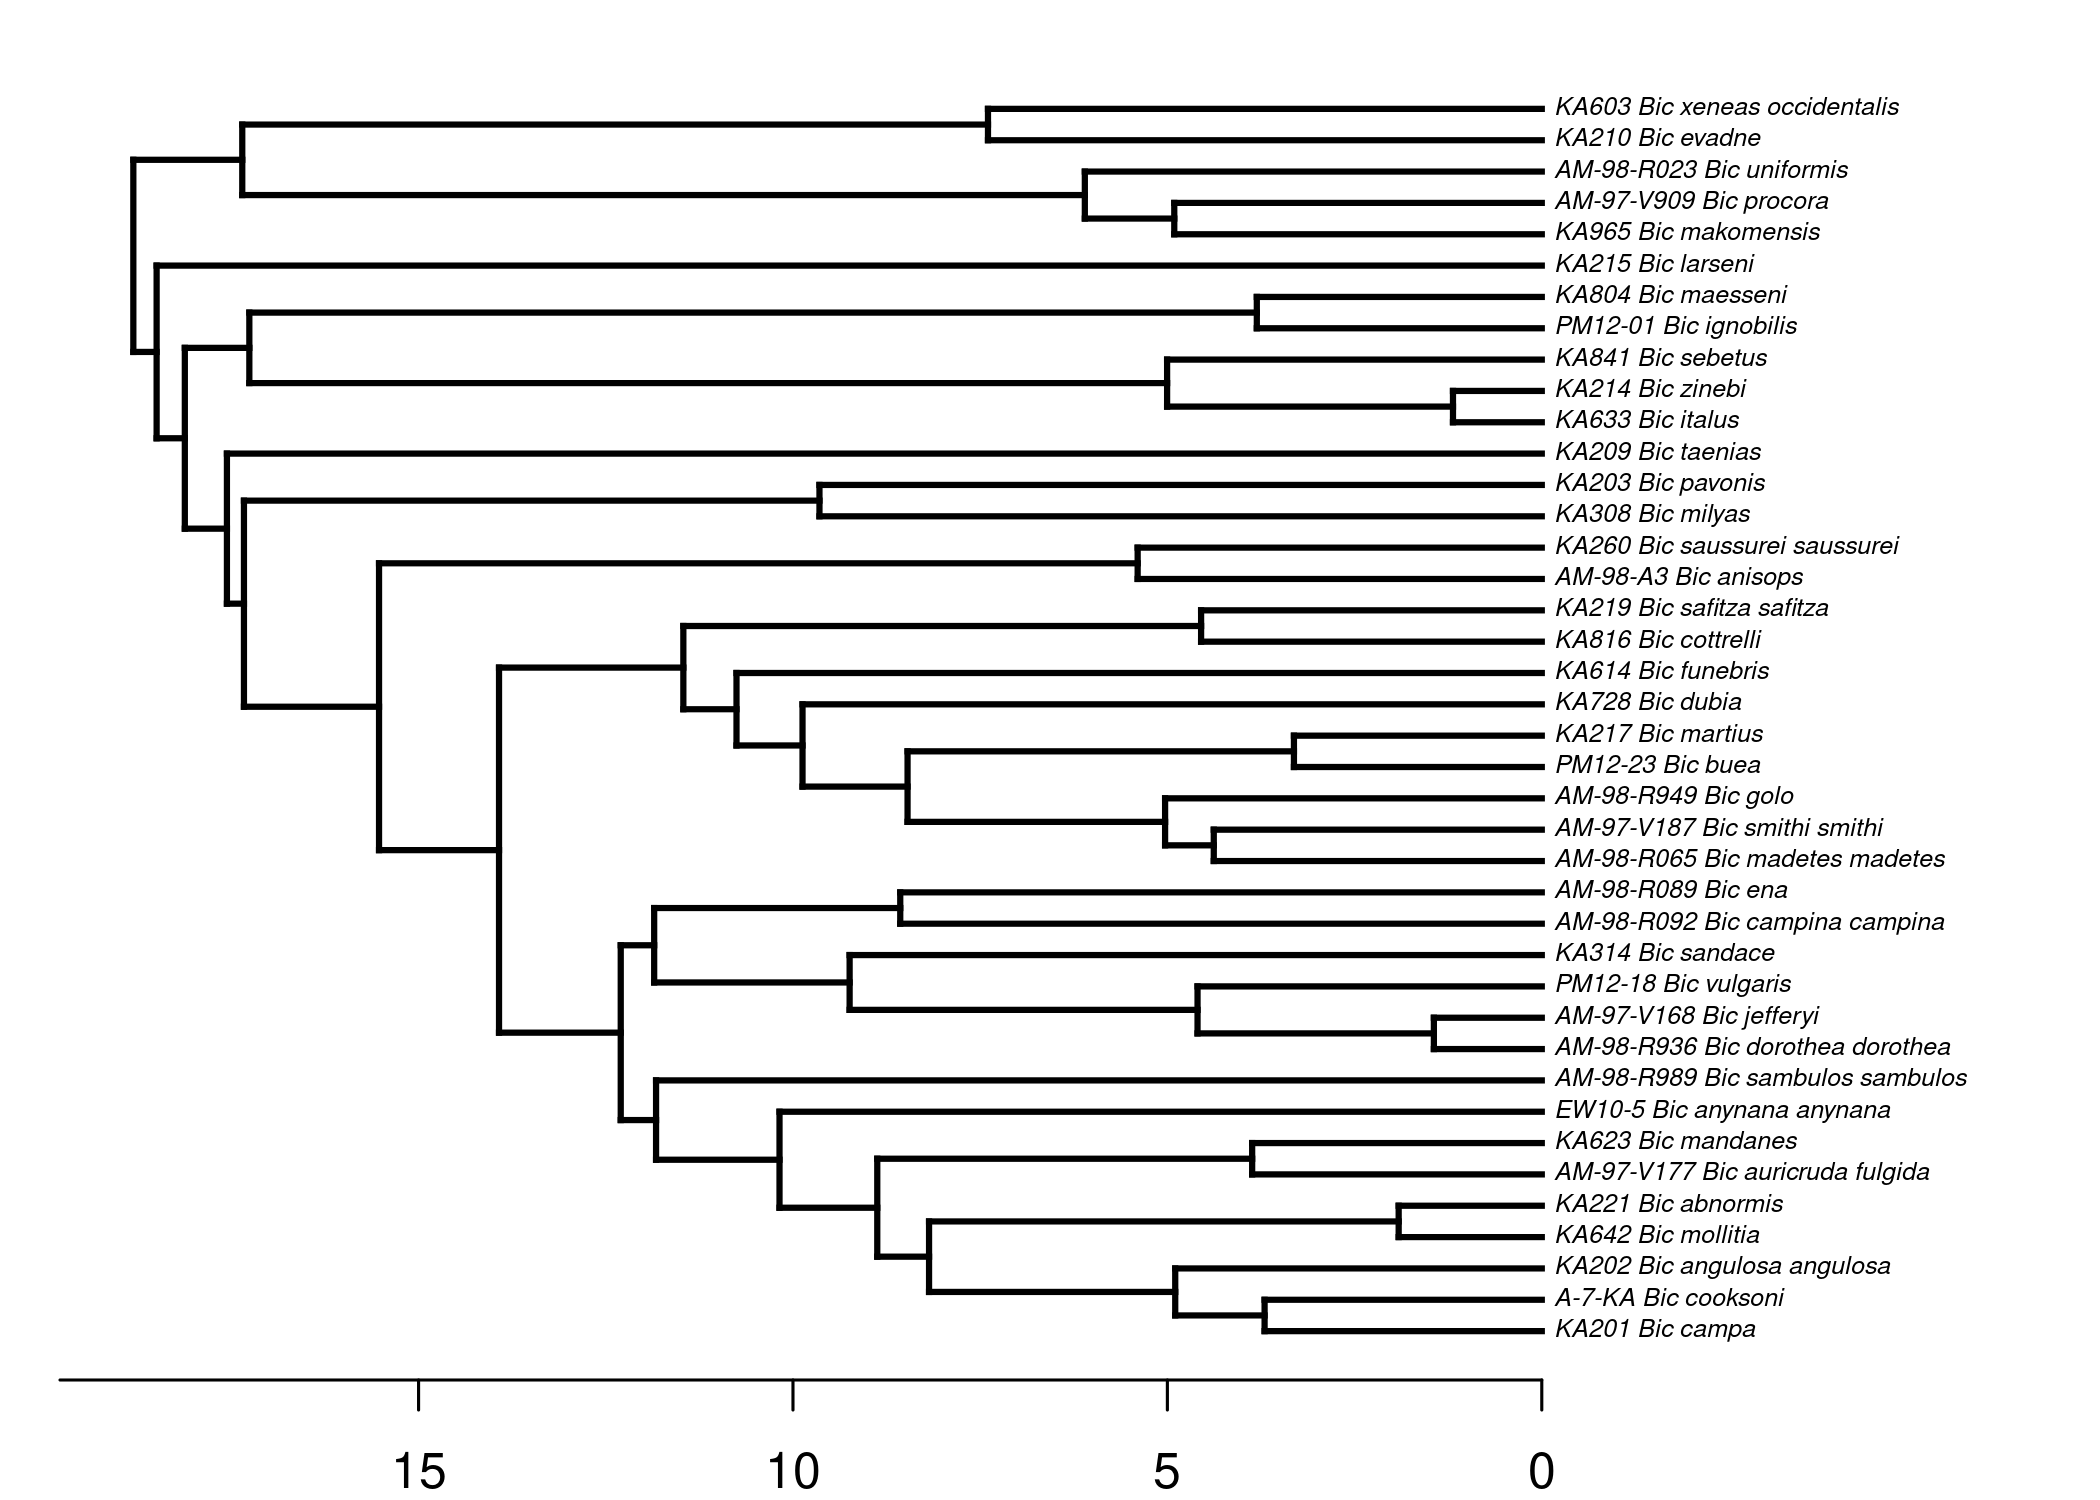 KA603 Bic xeneas occidentalis
KA210 Bic evadne
AM-98-R023 Bic uniformis
AM-97-V909 Bic procora
KA965 Bic makomensis
KA215 Bic larseni
KA804 Bic maesseni
PM12-01 Bic ignobilis
KA841 Bic sebetus
KA214 Bic zinebi
KA633 Bic italus
KA209 Bic taenias
KA203 Bic pavonis
KA308 Bic milyas
KA260 Bic saussurei saussurei
AM-98-A3 Bic anisops
KA219 Bic safitza safitza
KA816 Bic cottrelli
KA614 Bic funebris
KA728 Bic dubia
KA217 Bic martius
PM12-23 Bic buea
AM-98-R949 Bic golo
AM-97-V187 Bic smithi smithi
AM-98-R065 Bic madetes madetes
AM-98-R089 Bic ena
AM-98-R092 Bic campina campina
KA314 Bic sandace
PM12-18 Bic vulgaris
AM-97-V168 Bic jefferyi
AM-98-R936 Bic dorothea dorothea
AM-98-R989 Bic sambulos sambulos
EW10-5 Bic anynana anynana
KA623 Bic mandanes
AM-97-V177 Bic auricruda fulgida
KA221 Bic abnormis
KA642 Bic mollitia
KA202 Bic angulosa angulosa
A-7-KA Bic cooksoni
KA201 Bic campa
15 10 5 0